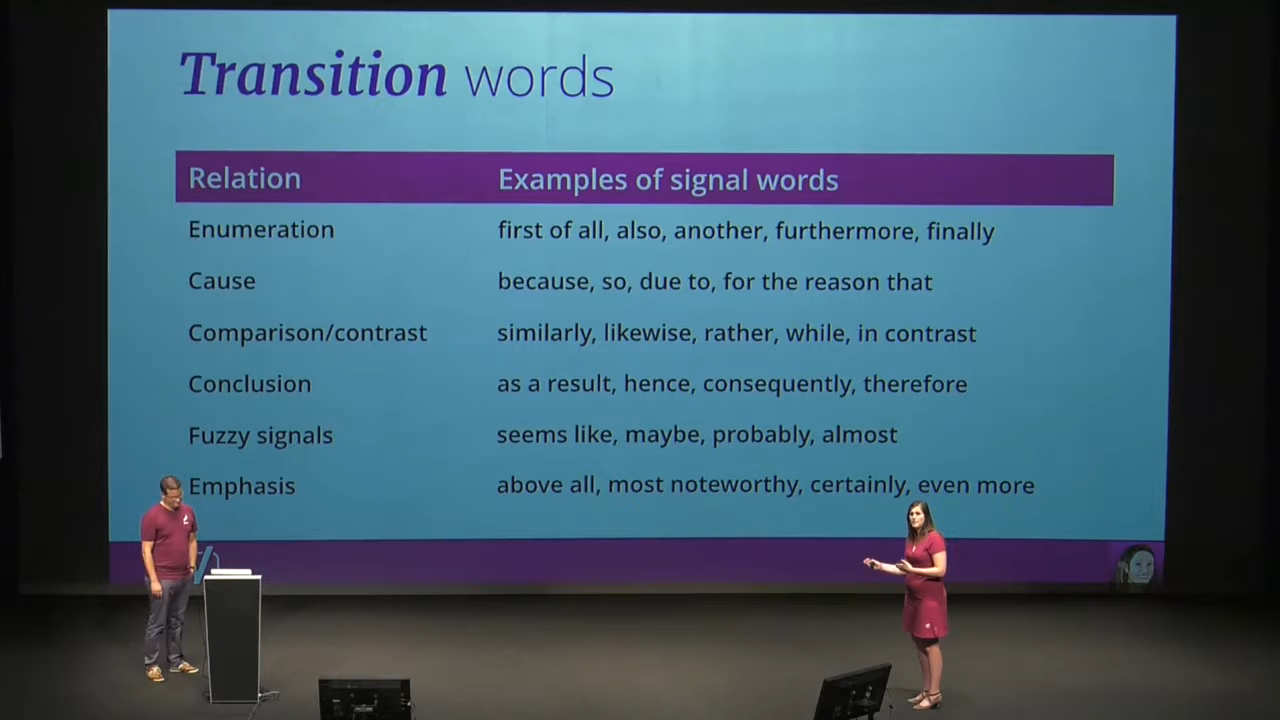 Transition words
Relation Examples of signal words
Enumeration first of all, also, another, furthermore, finally
Cause because, so, due to, for the reason that
Comparison/contrast similarly, likewise, rather, while, in contrast
Conclusion as a result, hence, consequently, therefore
Fuzzy signals seems like, maybe, probably, almost
Emphasis above all, most noteworthy, certainly, even more